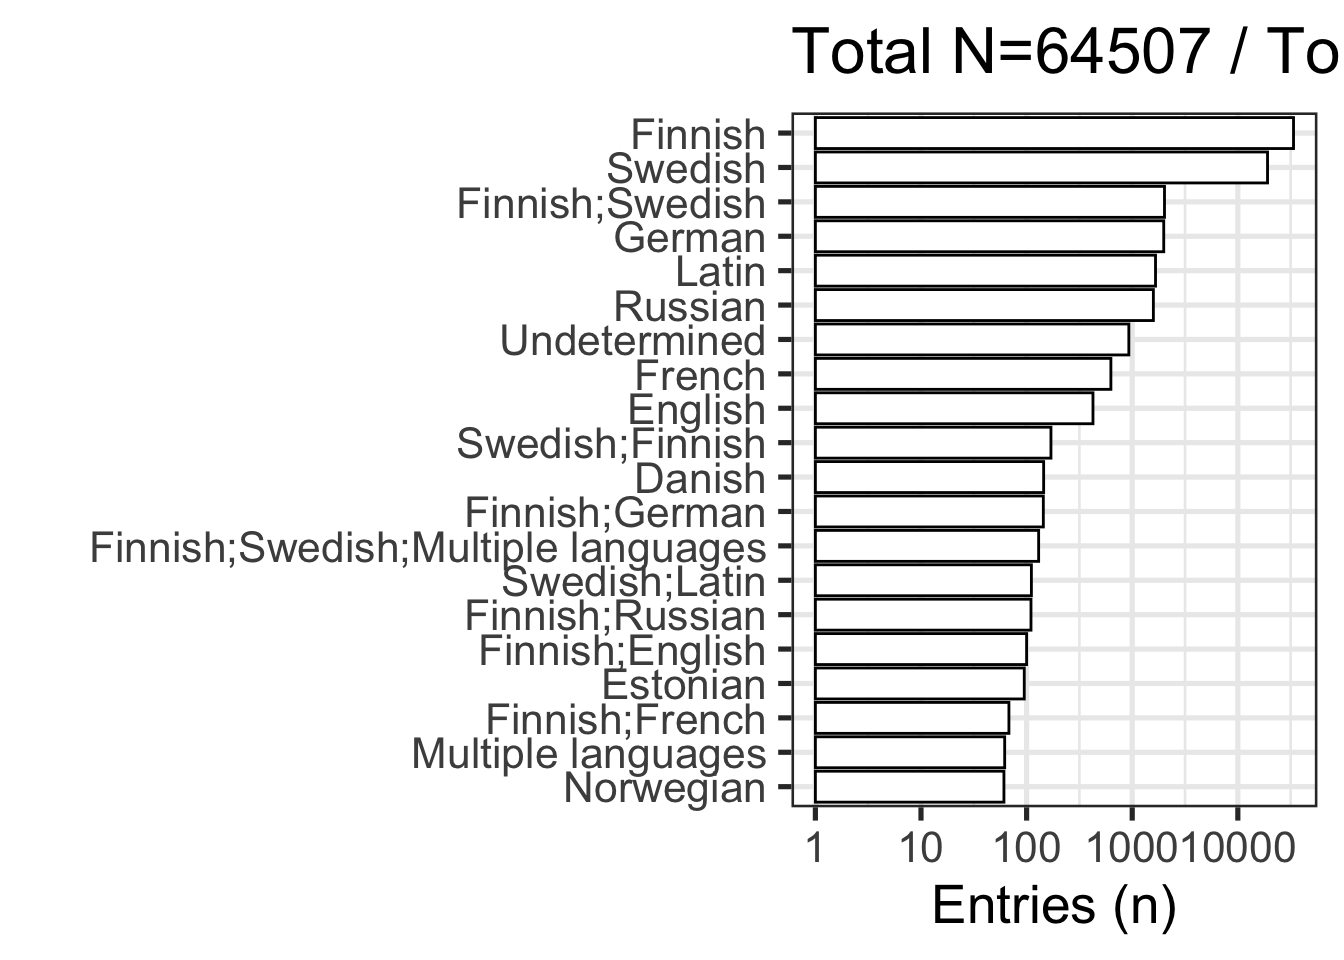 Total N=64507 / To
Finnish
Swedish
Finnish;Swedish
German
Latin
Russian
Undetermined
French
English
Swedish;Finnish
Danish
Finnish;German
Finnish;Swedish;Multiple languages
Swedish;Latin
Finnish;Russian
Finnish;English
Estonian
Finnish;French
Multiple languages
Norwegian
1 10 100 1000 10000
Entries (n)